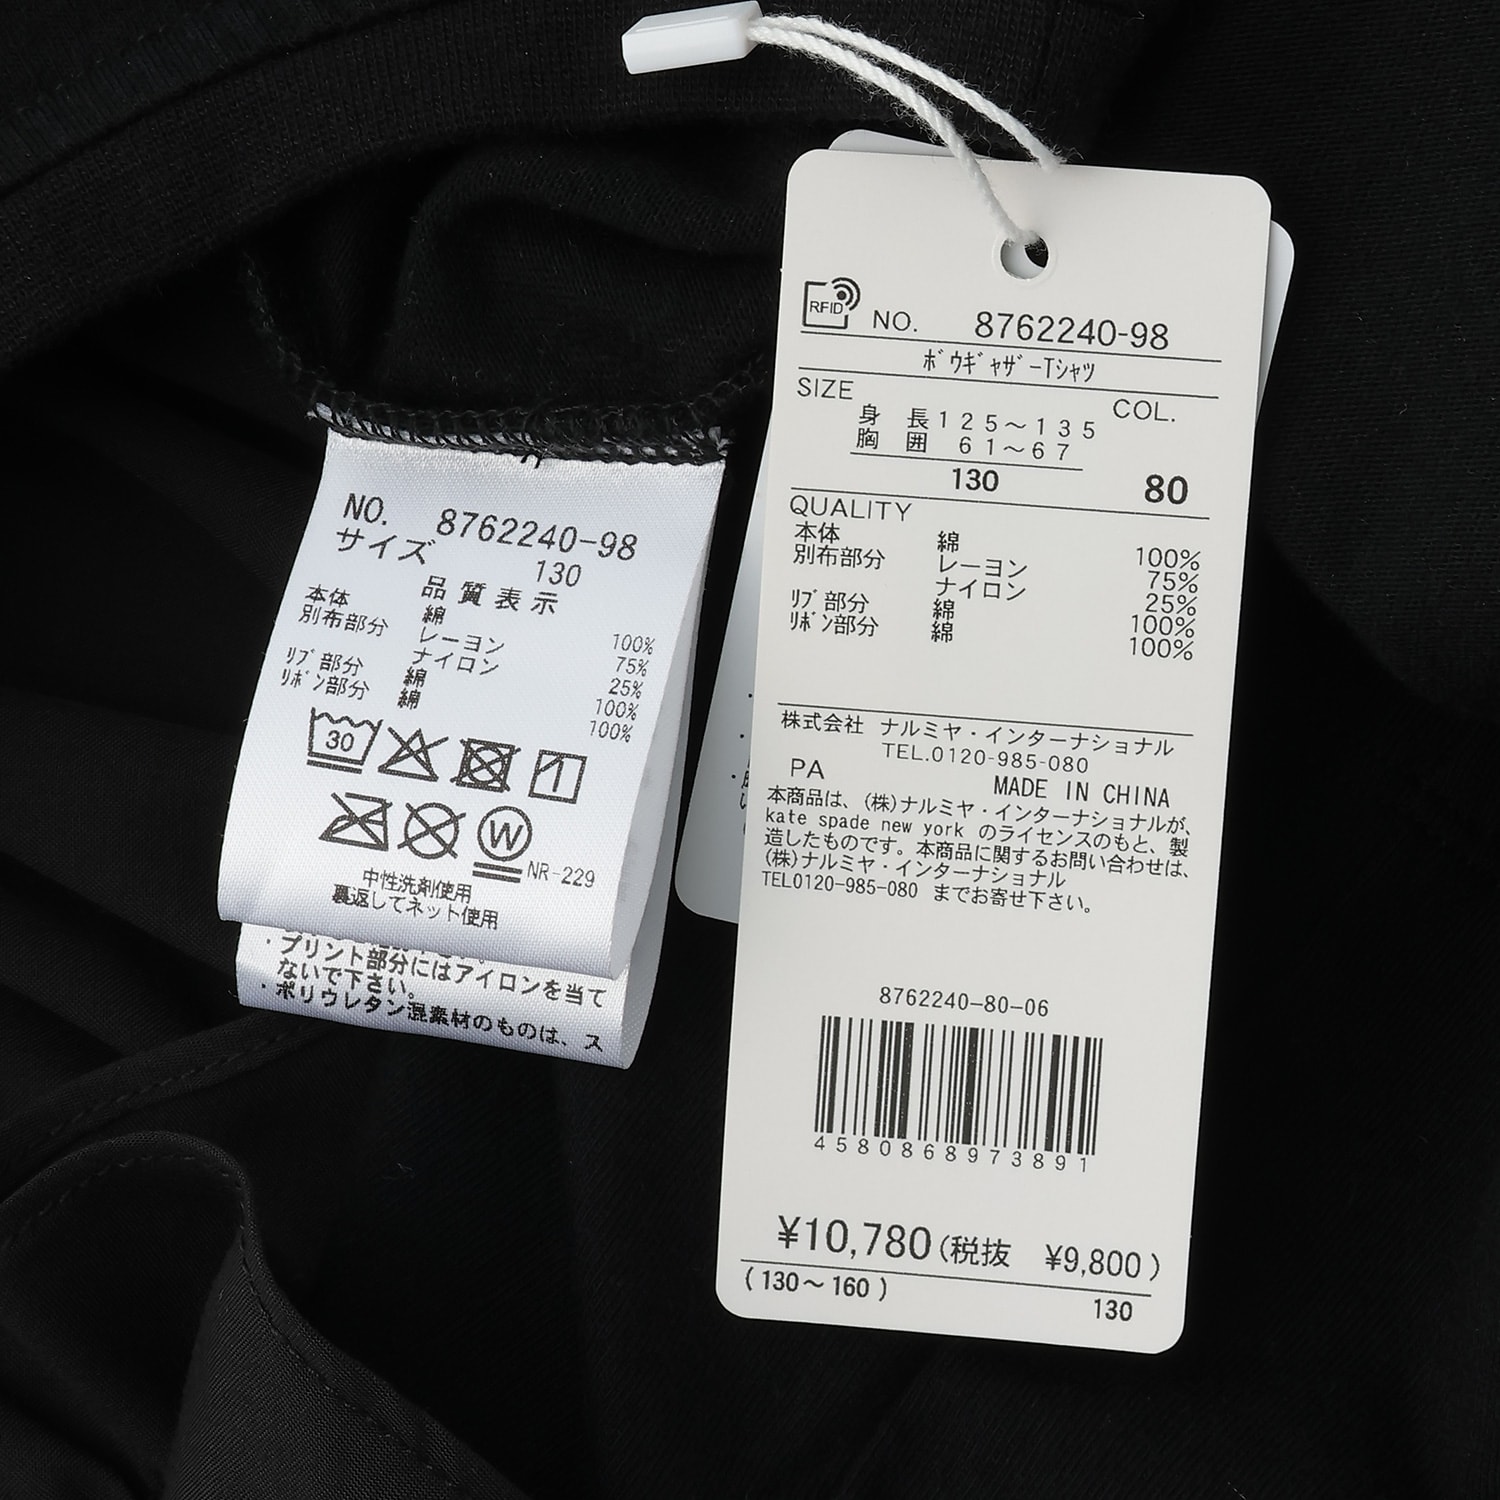 NO. 8762240-98
サイズ 130
品質表示
本体 綿 100%
別布部分 レーヨン 75%
ナイロン 25%
ﾘﾌﾞ部分 綿 100%
ﾘﾎﾞﾝ部分 綿 100%
30
1
W
NR-229
中性洗剤使用
裏返してネット使用
・プリント部分にはアイロンを当て
ないで下さい。
・ポリウレタン混素材のものは、ス
RFID NO. 8762240-98
ﾎﾞｳｷﾞｬｻﾞｰTｼｬﾂ
SIZE COL.
身長125～135
胸囲 61～67
130 80
QUALITY
本体 綿 100%
別布部分 レーヨン 75%
ナイロン 25%
ﾘﾌﾞ部分 綿 100%
ﾘﾎﾞﾝ部分 綿 100%
株式会社 ナルミヤ・インターナショナル
TEL.0120-985-080
PA MADE IN CHINA
本商品は、(株)ナルミヤ・インターナショナルが、
kate spade new york のライセンスのもと、製
造したものです。本商品に関するお問い合わせは、
(株)ナルミヤ・インターナショナル
TEL0120-985-080 までお寄せ下さい。
8762240-80-06
4580868973891
¥10,780(税抜 ¥9,800)
(130～160)
130